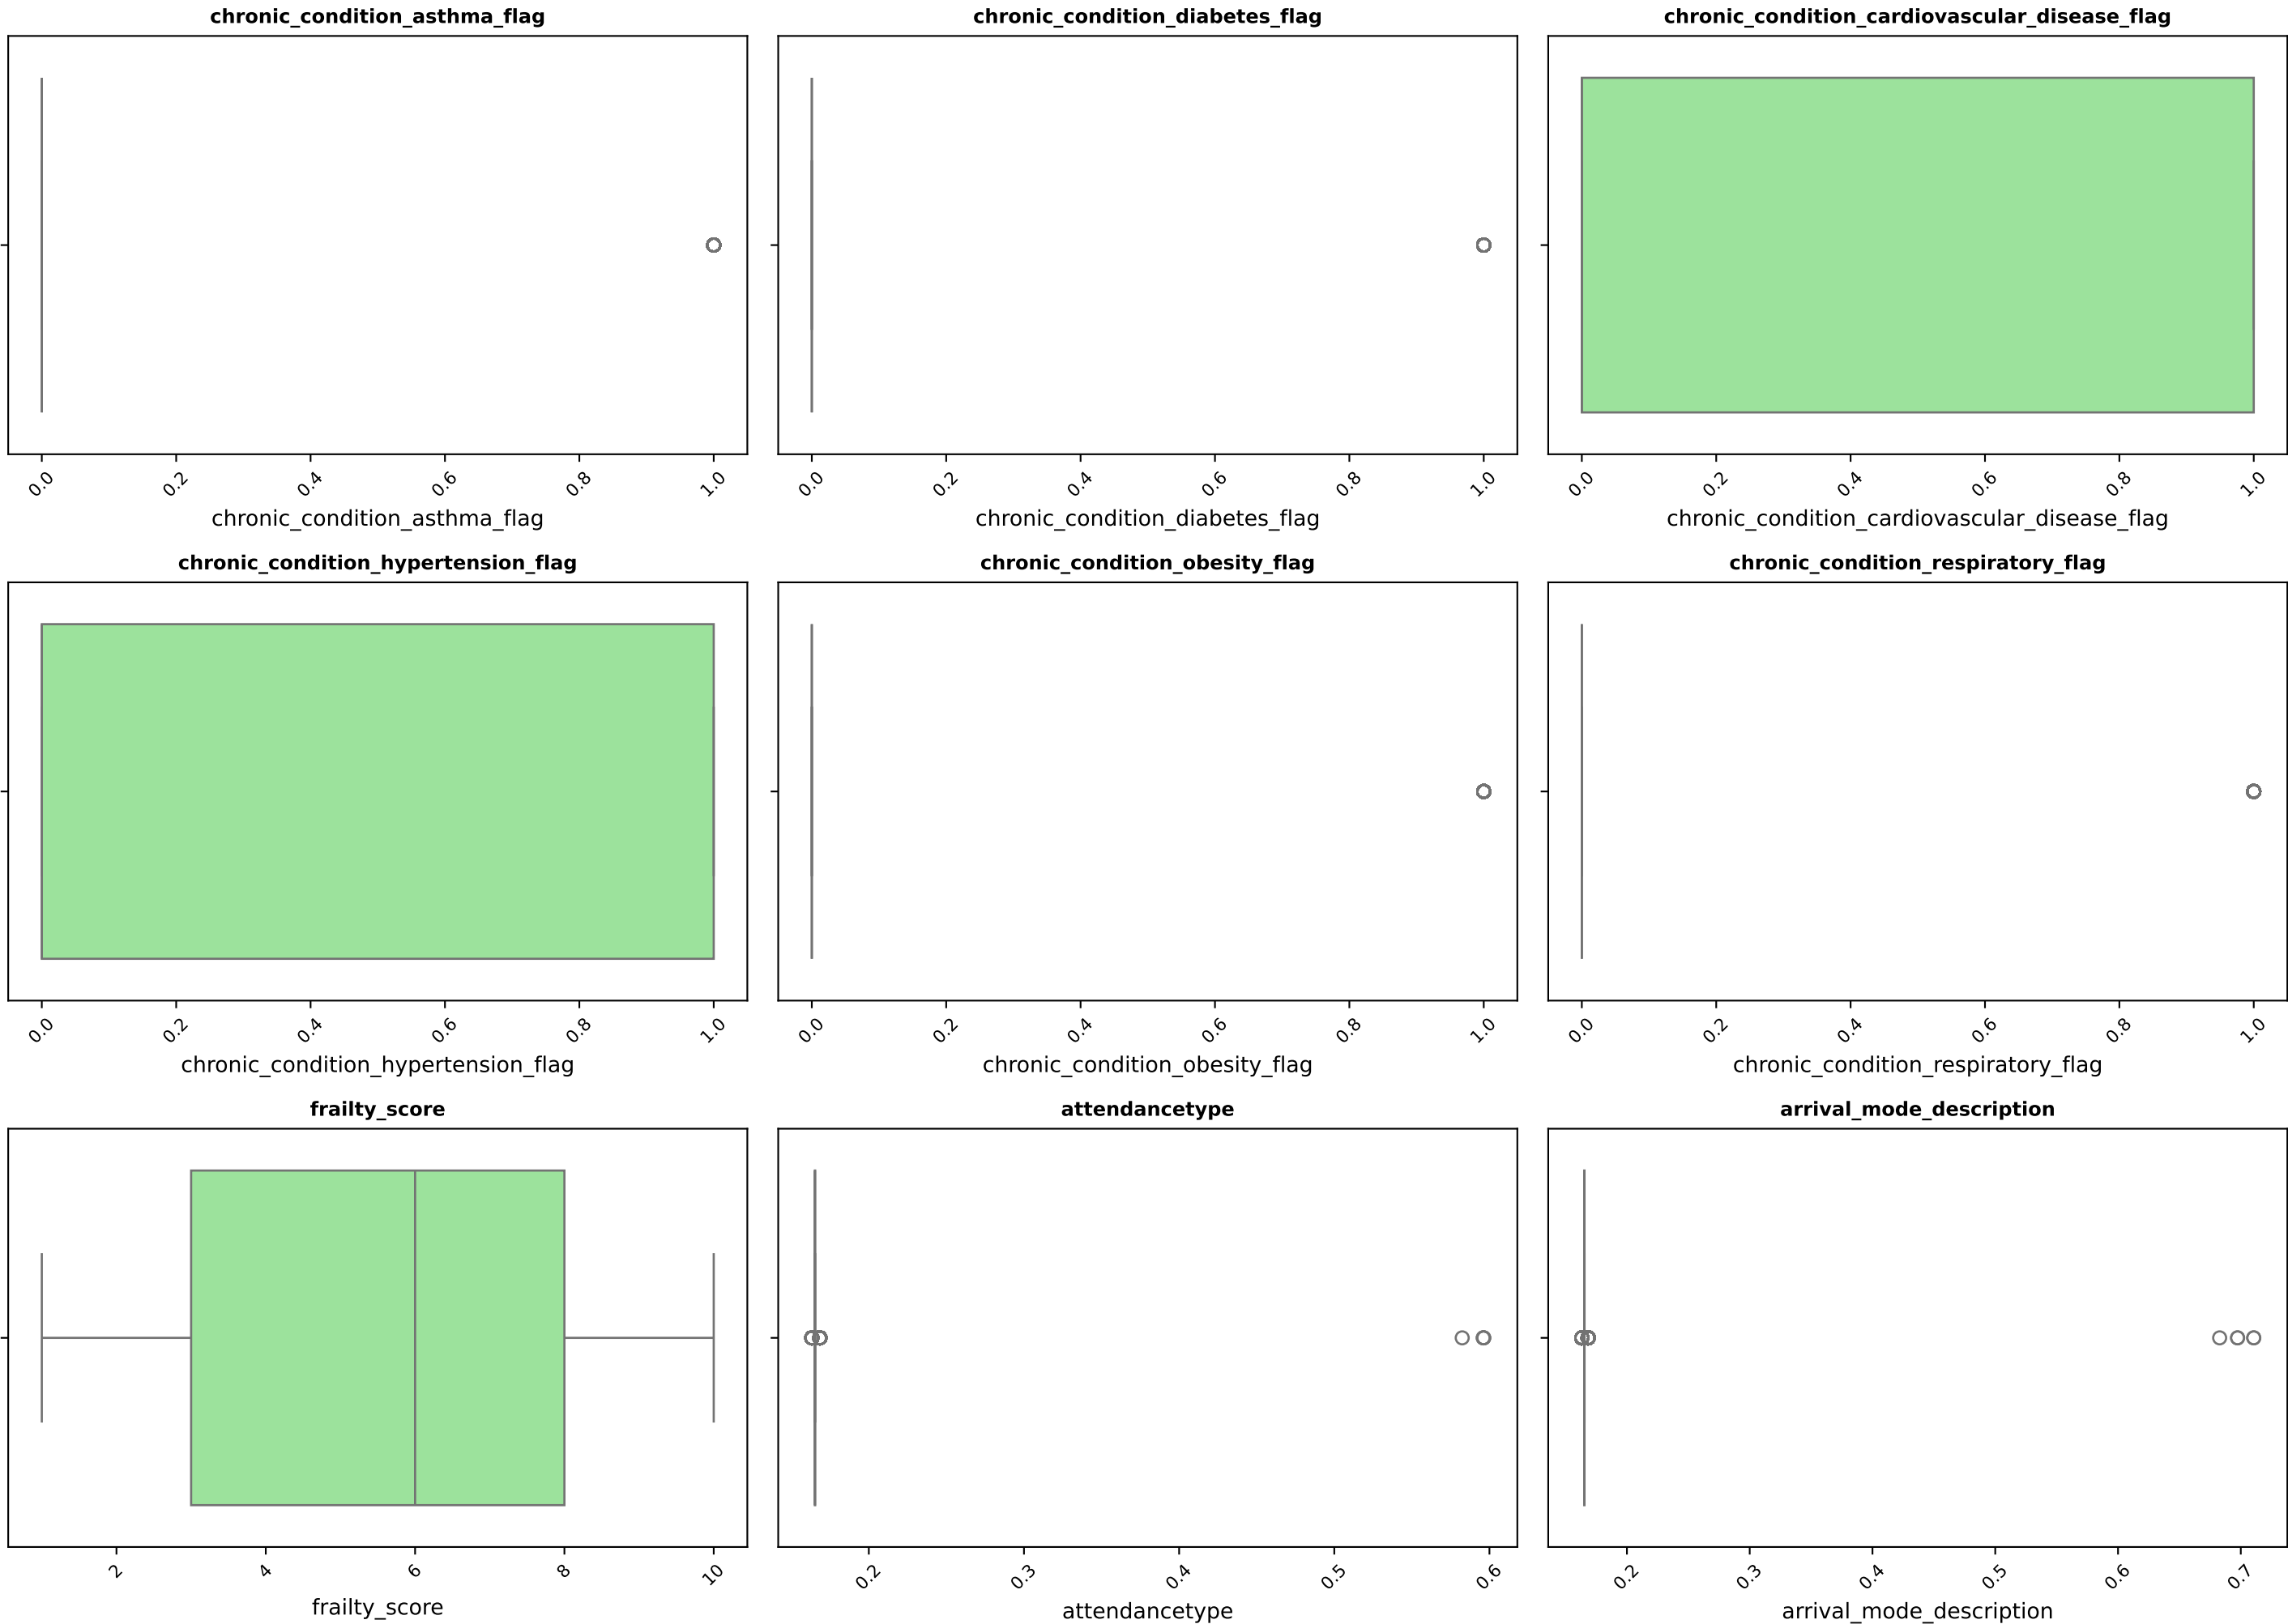 chronic_condition_asthma_flag
chronic_condition_diabetes_flag
chronic_condition_cardiovascular_disease_flag
0.0 0.2 0.4 0.6 0.8 1.0
0.0 0.2 0.4 0.6 0.8 1.0
0.0 0.2 0.4 0.6 0.8 1.0
chronic_condition_asthma_flag
chronic_condition_diabetes_flag
chronic_condition_cardiovascular_disease_flag
chronic_condition_hypertension_flag
chronic_condition_obesity_flag
chronic_condition_respiratory_flag
0.0 0.2 0.4 0.6 0.8 1.0
0.0 0.2 0.4 0.6 0.8 1.0
0.0 0.2 0.4 0.6 0.8 1.0
chronic_condition_hypertension_flag
chronic_condition_obesity_flag
chronic_condition_respiratory_flag
frailty_score
attendancetype
arrival_mode_description
2 4 6 8 10
0.2 0.3 0.4 0.5 0.6
0.2 0.3 0.4 0.5 0.6 0.7
frailty_score
attendancetype
arrival_mode_description